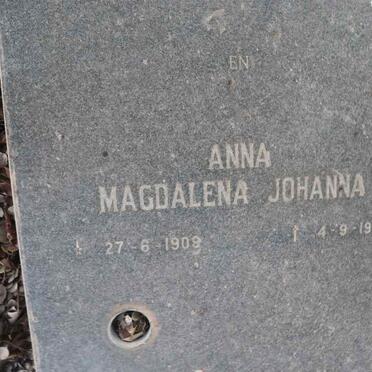 EN
ANNA
MAGDALENA JOHANNA
27-6-1909 † 4-9-19